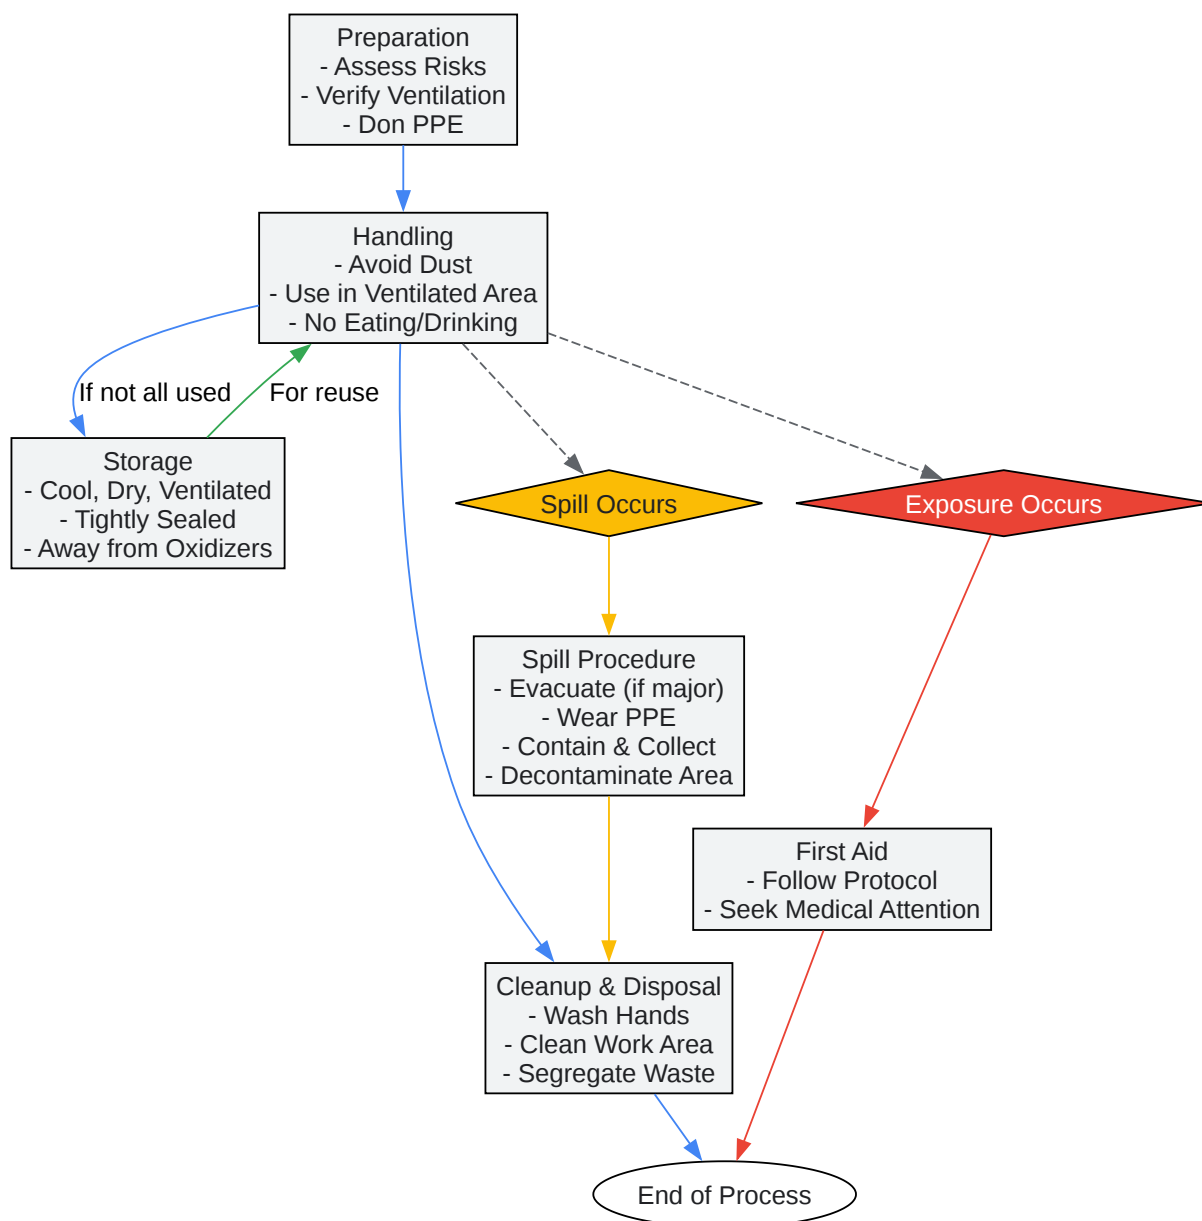 Preparation
- Assess Risks
- Verify Ventilation
- Don PPE
Handling
- Avoid Dust
- Use in Ventilated Area
- No Eating/Drinking
If not all used
For reuse
Storage
- Cool, Dry, Ventilated
- Tightly Sealed
- Away from Oxidizers
Spill Occurs
Exposure Occurs
Spill Procedure
- Evacuate (if major)
- Wear PPE
- Contain & Collect
- Decontaminate Area
First Aid
- Follow Protocol
- Seek Medical Attention
Cleanup & Disposal
- Wash Hands
- Clean Work Area
- Segregate Waste
End of Process